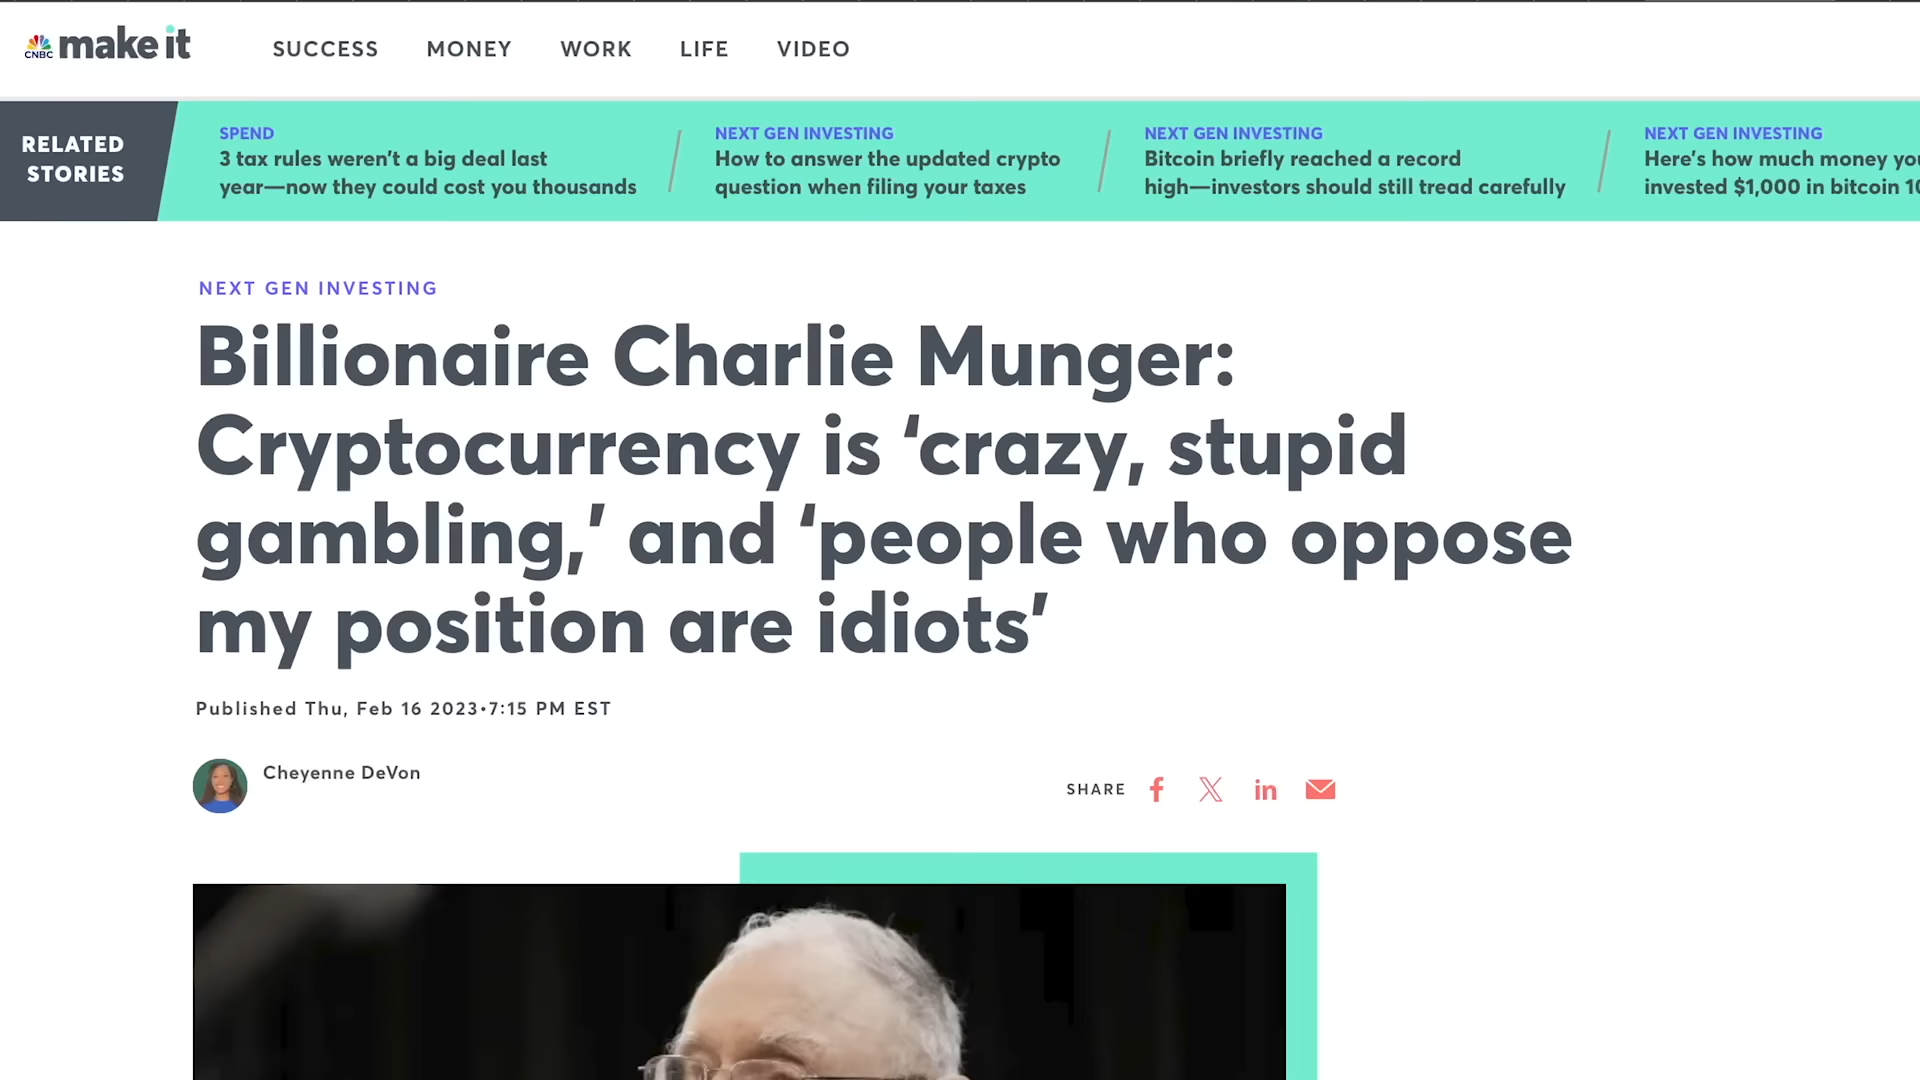 CNBC make it
SUCCESS MONEY WORK LIFE VIDEO
RELATED
STORIES
SPEND
3 tax rules weren't a big deal last
year—now they could cost you thousands
NEXT GEN INVESTING
How to answer the updated crypto
question when filing your taxes
NEXT GEN INVESTING
Bitcoin briefly reached a record
high—investors should still tread carefully
NEXT GEN INVESTING
Here's how much money
invested $1,000 in bitcoin
NEXT GEN INVESTING
Billionaire Charlie Munger:
Cryptocurrency is ‘crazy, stupid
gambling,’ and ‘people who oppose
my position are idiots’
Published Thu, Feb 16 2023•7:15 PM EST
Cheyenne DeVon
SHARE